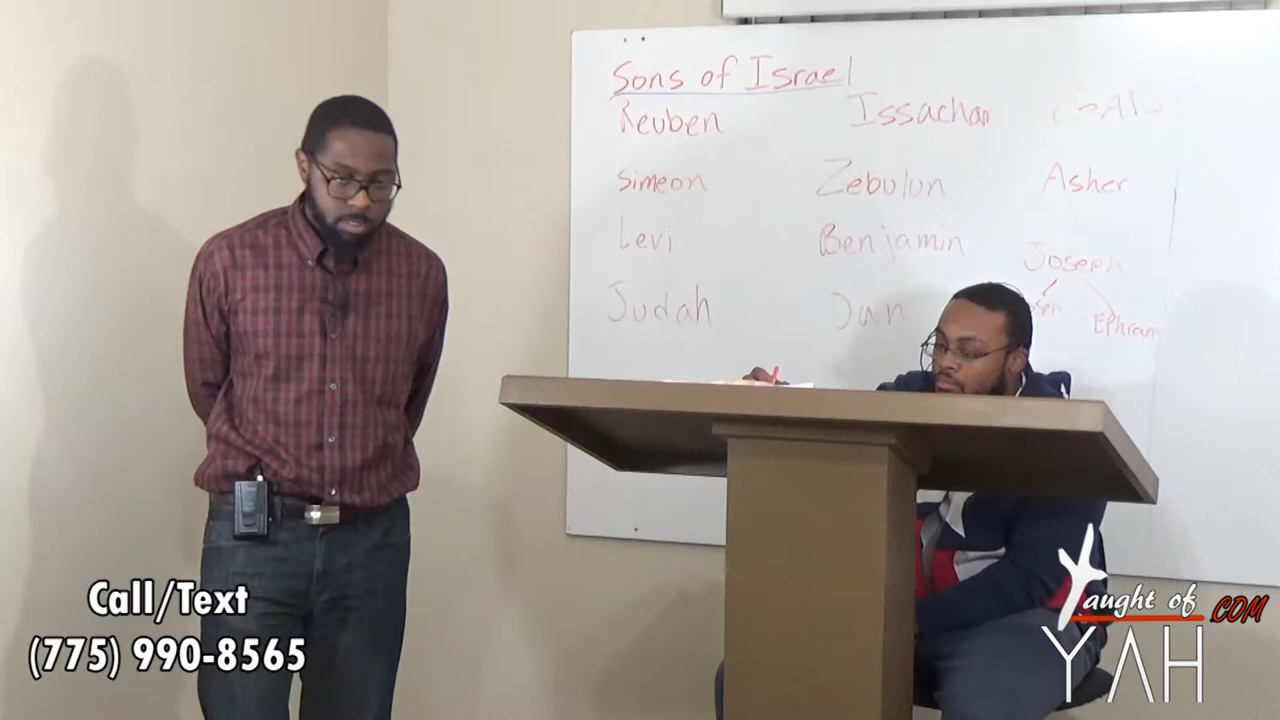 Sons of Israel
Reuben Issachar GAD
Simeon Zebulun Asher
Levi Benjamin Joseph
Judah Dan Ephram
Call/Text
(775) 990-8565
Taught of
YAH .COM